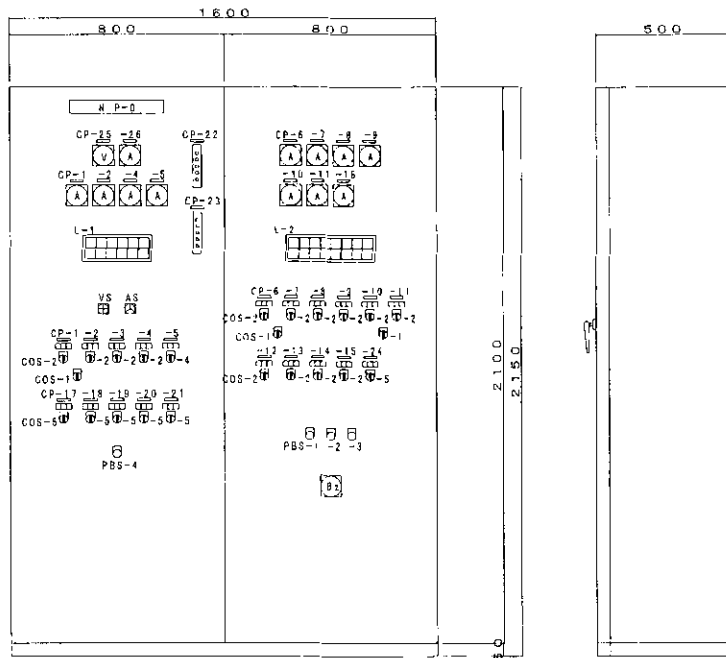 1600
800 800 500
N P-0
CP-25 -26 CP-22 CP-6 -7 -8 -9
V A A A A A
CP-1 -2 -4 -5 -10 -11 -16
A A A A A A A
CP-23
L-1 L-2
VS AS CP-6 -7 -8 -9 -10 -11
COS-2 -2 -2 -2 -2 -2
CP-1 -2 -3 -4 -5 COS-1 -1
COS-2 -2 -2 -2 -4 -12 -13 -14 -15 -24
COS-1 COS-2 -2 -2 -2 -5
CP-17 -18 -19 -20 -21
COS-5 -5 -5 -5 -5
PBS-4 PBS-1 -2 -3
Bz
2100
2150